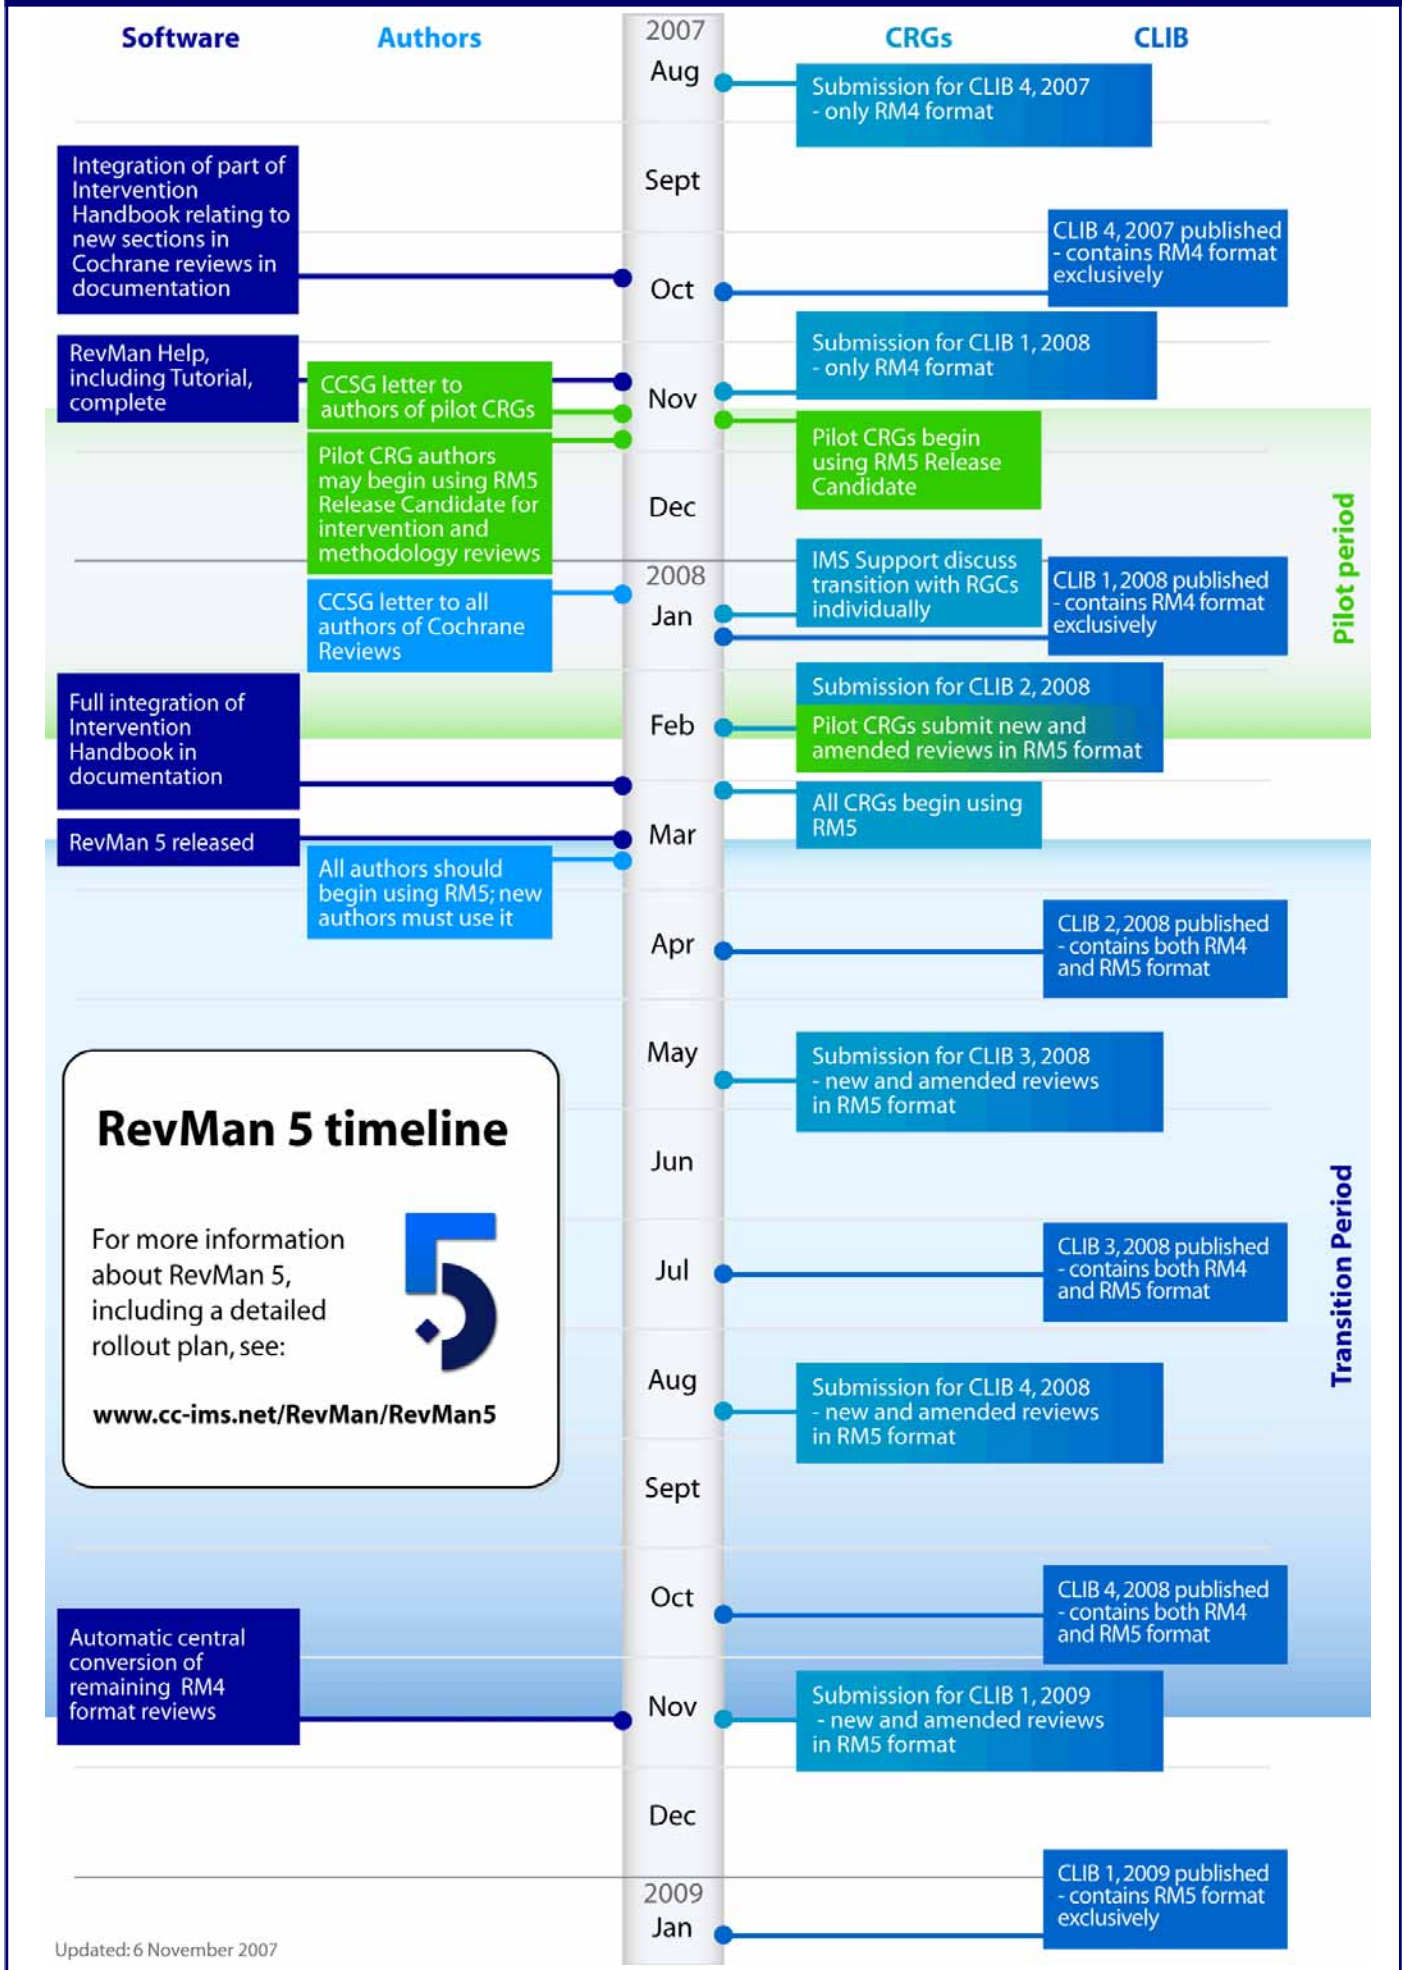 Software
Authors
2007
CRGs
CLIB
Aug
Submission for CLIB 4, 2007
- only RM4 format
Integration of part of
Intervention
Handbook relating to
new sections in
Cochrane reviews in
documentation
Sept
CLIB 4, 2007 published
- contains RM4 format
exclusively
Oct
RevMan Help,
including Tutorial,
complete
Submission for CLIB 1, 2008
- only RM4 format
CCSG letter to
authors of pilot CRGs
Nov
Pilot CRG authors
may begin using RM5
Release Candidate for
intervention and
methodology reviews
Pilot CRGs begin
using RM5 Release
Candidate
Dec
Pilot period
2008
IMS Support discuss
transition with RGCs
individually
CLIB 1, 2008 published
- contains RM4 format
exclusively
CCSG letter to all
authors of Cochrane
Reviews
Jan
Full integration of
Intervention
Handbook in
documentation
Submission for CLIB 2, 2008
Pilot CRGs submit new and
amended reviews in RM5 format
Feb
All CRGs begin using
RM5
RevMan 5 released
Mar
All authors should
begin using RM5; new
authors must use it
CLIB 2, 2008 published
- contains both RM4
and RM5 format
Apr
May
Submission for CLIB 3, 2008
- new and amended reviews
in RM5 format
RevMan 5 timeline
For more information
about RevMan 5,
including a detailed
rollout plan, see:
www.cc-ims.net/RevMan/RevMan5
5
Jun
Transition Period
Jul
CLIB 3, 2008 published
- contains both RM4
and RM5 format
Aug
Submission for CLIB 4, 2008
- new and amended reviews
in RM5 format
Sept
Oct
CLIB 4, 2008 published
- contains both RM4
and RM5 format
Automatic central
conversion of
remaining RM4
format reviews
Nov
Submission for CLIB 1, 2009
- new and amended reviews
in RM5 format
Dec
2009
Jan
CLIB 1, 2009 published
- contains RM5 format
exclusively
Updated: 6 November 2007